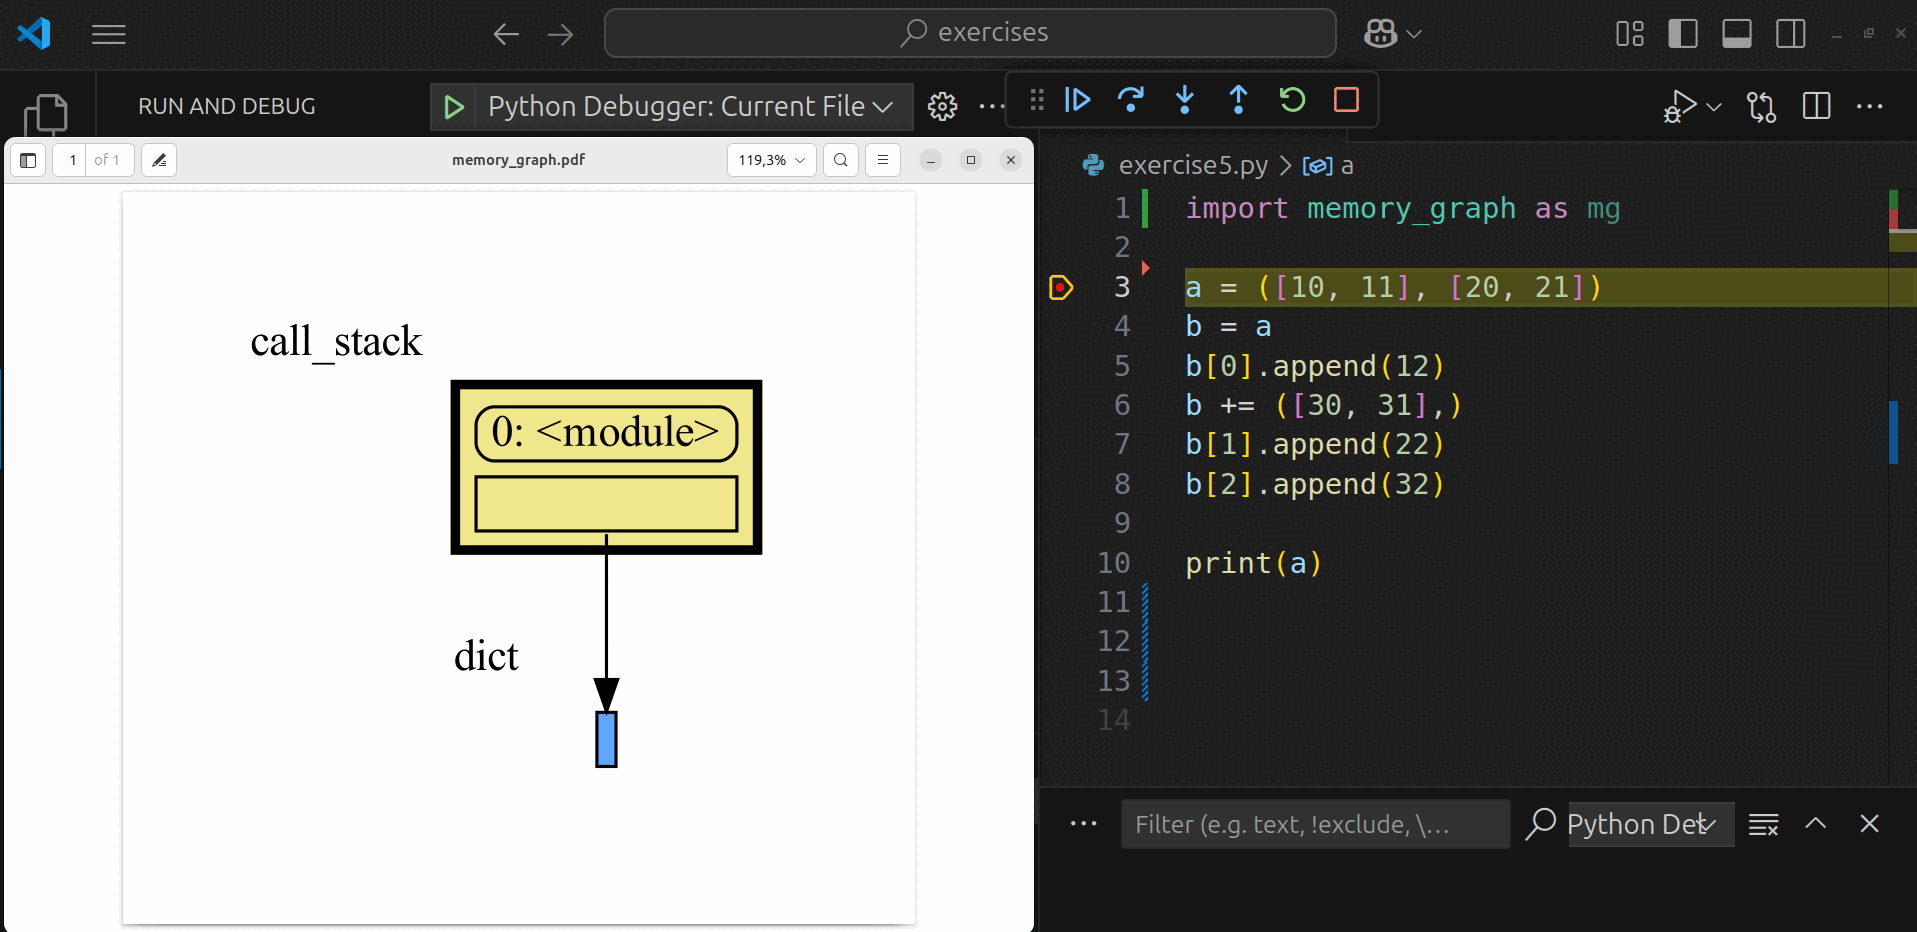 exercises
RUN AND DEBUG
Python Debugger: Current File
1 of 1
memory_graph.pdf
119,3%
call_stack
0: <module>
dict
exercise5.py > a
1 import memory_graph as mg
2
3 a = ([10, 11], [20, 21])
4 b = a
5 b[0].append(12)
6 b += ([30, 31],)
7 b[1].append(22)
8 b[2].append(32)
9
10 print(a)
11
12
13
14
Filter (e.g. text, !exclude, \...
Python Det